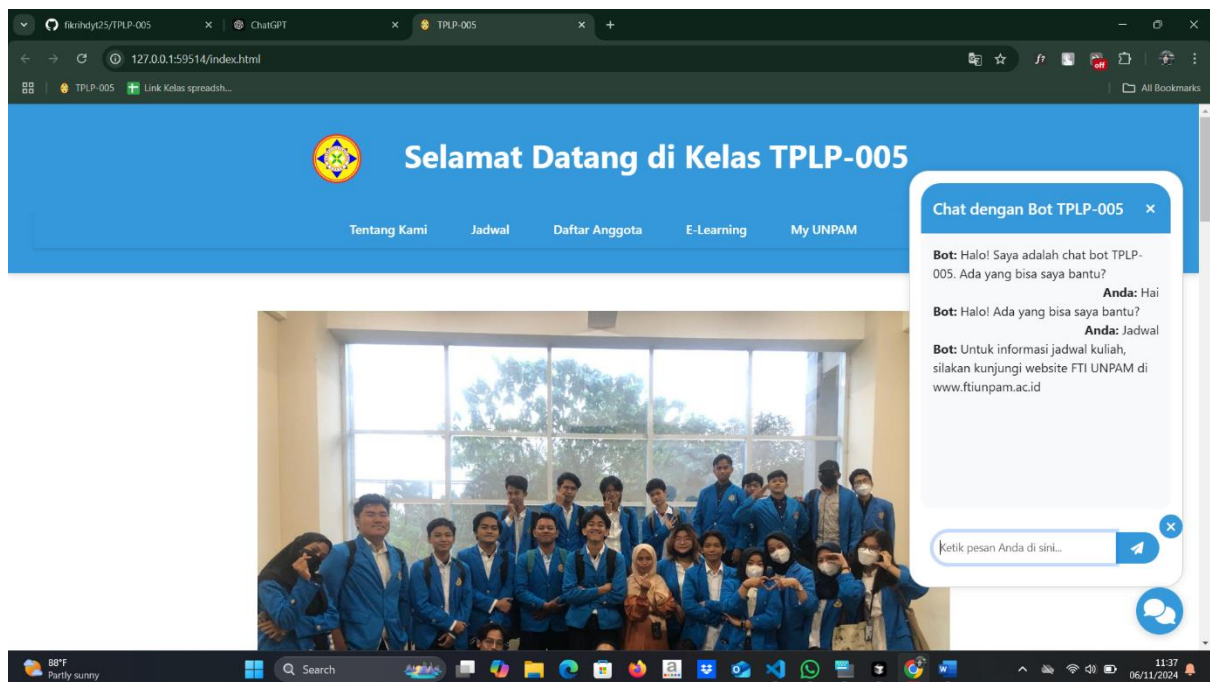 fikrihdyt25/TPLP-005
ChatGPT
TPLP-005
127.0.0.1:59514/index.html
off
TPLP-005
Link Kelas spreadsh...
All Bookmarks
Selamat Datang di Kelas TPLP-005
Tentang Kami
Jadwal
Daftar Anggota
E-Learning
My UNPAM
Chat dengan Bot TPLP-005
Bot: Halo! Saya adalah chat bot TPLP-
005. Ada yang bisa saya bantu?
Anda: Hai
Bot: Halo! Ada yang bisa saya bantu?
Anda: Jadwal
Bot: Untuk informasi jadwal kuliah,
silakan kunjungi website FTI UNPAM di
www.ftiunpam.ac.id
Ketik pesan Anda di sini...
88°F
Partly sunny
Search
11:37
06/11/2024